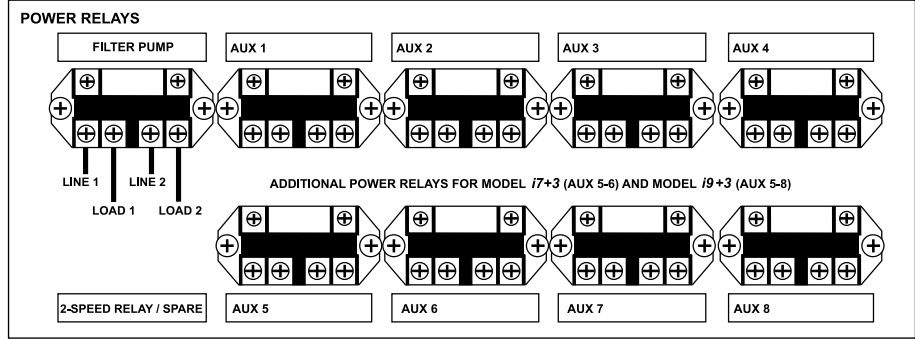 POWER RELAYS
FILTER PUMP
AUX 1
AUX 2
AUX 3
AUX 4
LINE 1
LINE 2
LOAD 1
LOAD 2
ADDITIONAL POWER RELAYS FOR MODEL i7+3 (AUX 5-6) AND MODEL i9+3 (AUX 5-8)
2-SPEED RELAY / SPARE
AUX 5
AUX 6
AUX 7
AUX 8